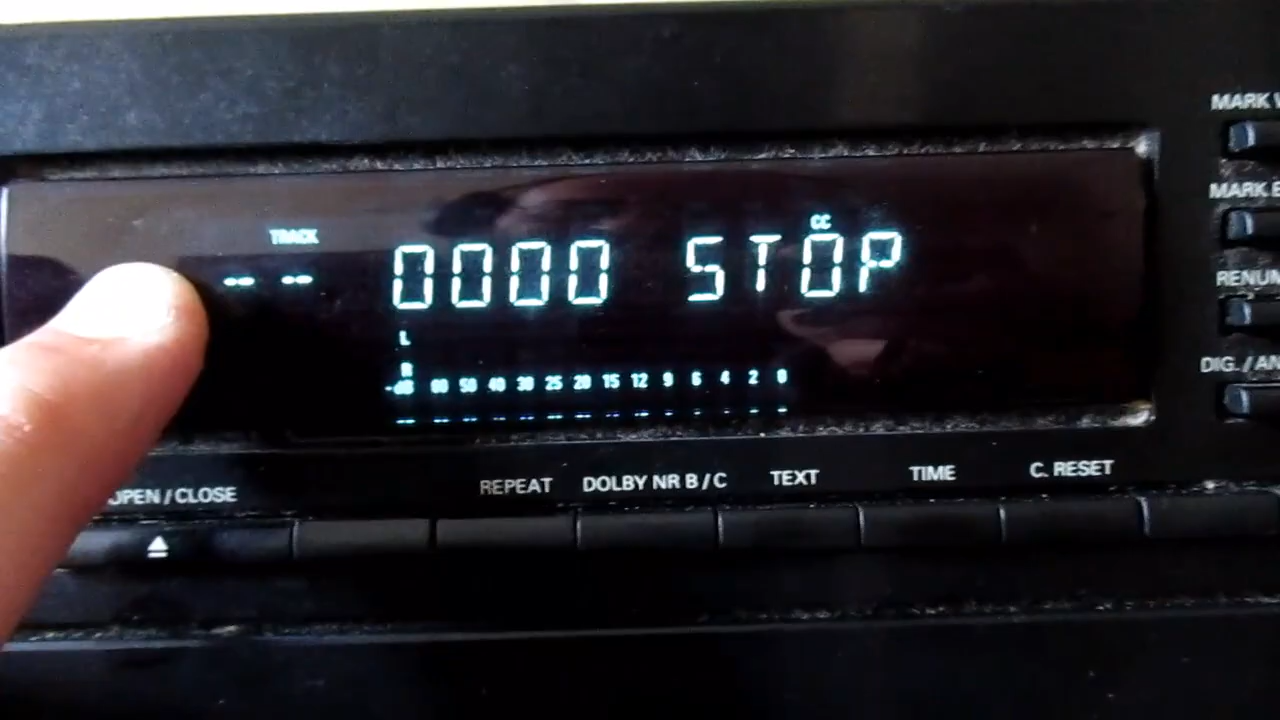 MARK
MARK
TRACK
CC
-- -- 0000 STOP
L
R
-dB 60 50 40 30 25 20 15 12 9 6 4 2 0
DIG. / AN
OPEN / CLOSE
REPEAT
DOLBY NR B / C
TEXT
TIME
C. RESET